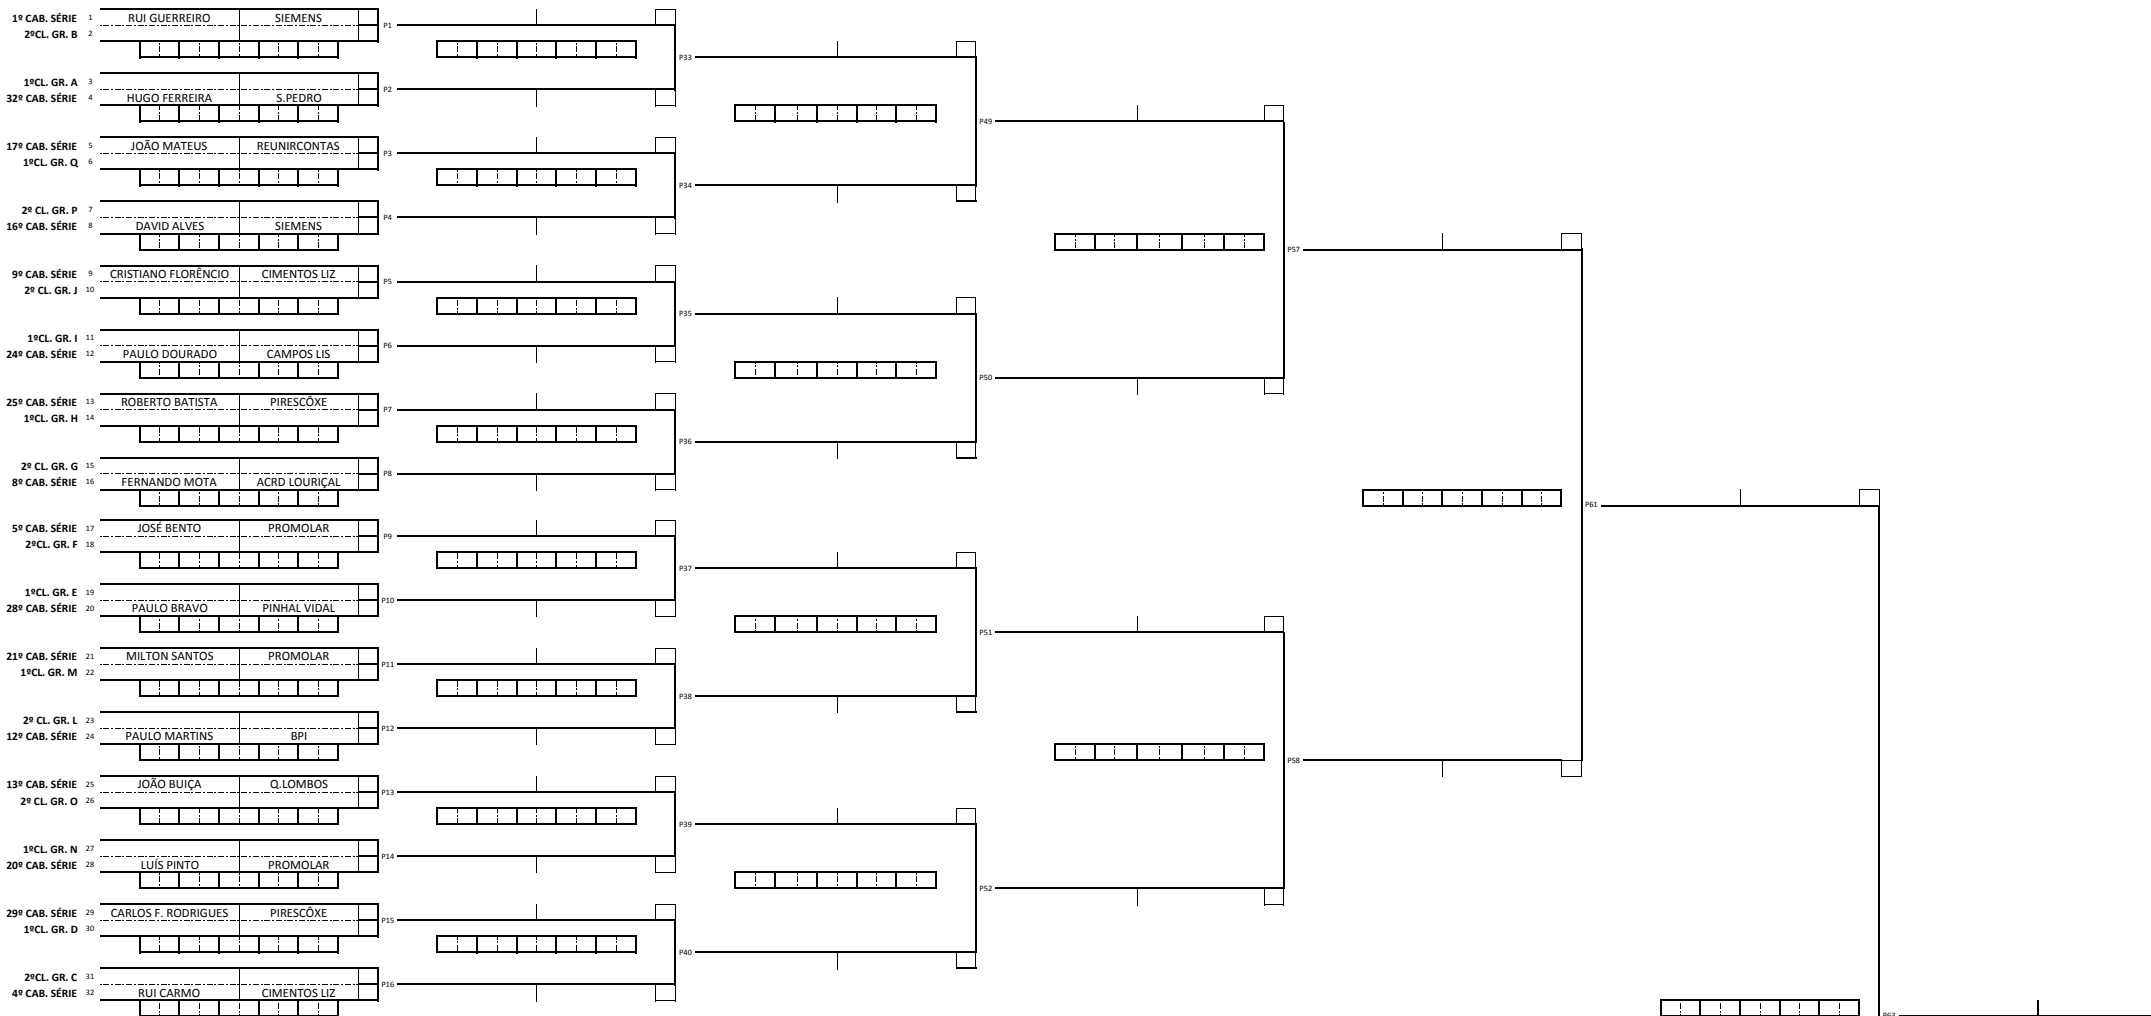 1º CAB. SÉRIE 1 RUI GUERREIRO SIEMENS
P1
2ºCL. GR. B 2
P33
1ºCL. GR. A 3
P2
32º CAB. SÉRIE 4 HUGO FERREIRA S.PEDRO
P49
17º CAB. SÉRIE 5 JOÃO MATEUS REUNIRCONTAS
P3
1ºCL. GR. Q 6
P34
2º CL. GR. P 7
P4
16º CAB. SÉRIE 8 DAVID ALVES SIEMENS
P57
9º CAB. SÉRIE 9 CRISTIANO FLORÊNCIO CIMENTOS LIZ
P5
2º CL. GR. J 10
P35
1ºCL. GR. I 11
P6
24º CAB. SÉRIE 12 PAULO DOURADO CAMPOS LIS
P50
25º CAB. SÉRIE 13 ROBERTO BATISTA PIRESCÔXE
P7
1ºCL. GR. H 14
P36
2º CL. GR. G 15
P8
8º CAB. SÉRIE 16 FERNANDO MOTA ACRD LOURIÇAL
P61
5º CAB. SÉRIE 17 JOSÉ BENTO PROMOLAR
P9
2ºCL. GR. F 18
P37
1ºCL. GR. E 19
P10
28º CAB. SÉRIE 20 PAULO BRAVO PINHAL VIDAL
P51
21º CAB. SÉRIE 21 MILTON SANTOS PROMOLAR
P11
1ºCL. GR. M 22
P38
2º CL. GR. L 23
P12
12º CAB. SÉRIE 24 PAULO MARTINS BPI
P58
13º CAB. SÉRIE 25 JOÃO BUIÇA Q.LOMBOS
P13
2º CL. GR. O 26
P39
1ºCL. GR. N 27
P14
20º CAB. SÉRIE 28 LUÍS PINTO PROMOLAR
P52
29º CAB. SÉRIE 29 CARLOS F. RODRIGUES PIRESCÔXE
P15
1ºCL. GR. D 30
P40
2ºCL. GR. C 31
P16
4º CAB. SÉRIE 32 RUI CARMO CIMENTOS LIZ
P63